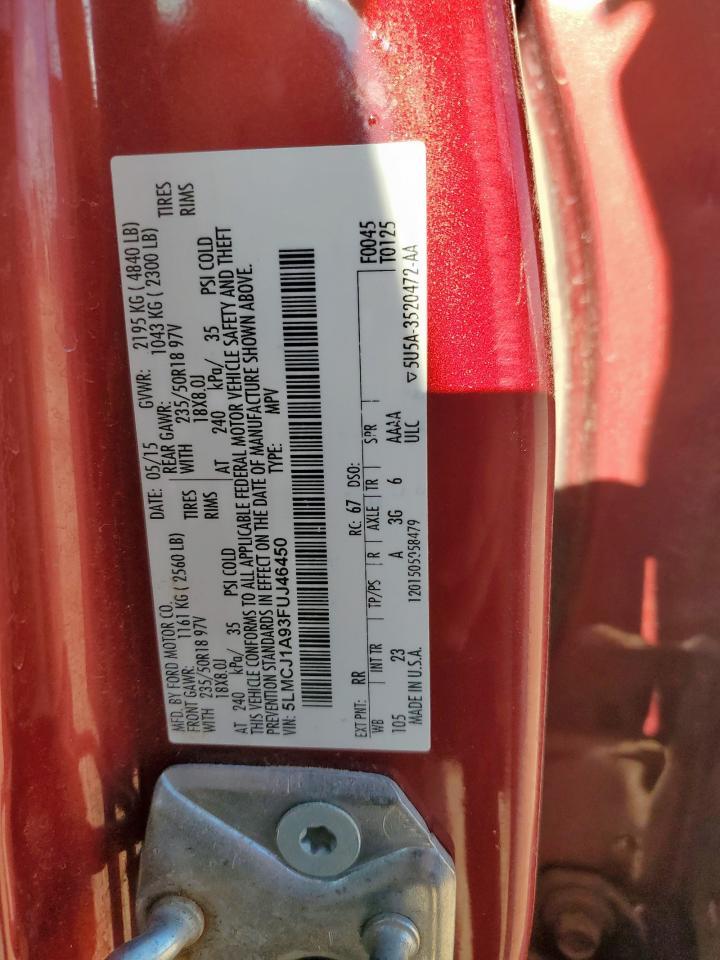 MFD. BY FORD MOTOR CO.
DATE: 05/15 GVWR: 2195 KG ( 4840 LB)
FRONT GAWR: 1161 KG ( 2560 LB)
REAR GAWR: 1043 KG ( 2300 LB)
WITH 235/50R18 97V TIRES
WITH 235/50R18 97V TIRES
18X8.0J RIMS
18X8.0J RIMS
AT 240 kPa/ 35 PSI COLD
AT 240 kPa/ 35 PSI COLD
THIS VEHICLE CONFORMS TO ALL APPLICABLE FEDERAL MOTOR VEHICLE SAFETY AND THEFT
PREVENTION STANDARDS IN EFFECT ON THE DATE OF MANUFACTURE SHOWN ABOVE.
VIN: 5LMCJ1A93FUJ46450 TYPE: MPV
F0045
EXT PNT: RR RC: 67 DSO: T0125
WB INT TR TP/PS R AXLE TR SPR
105 23 A 3G 6 AAAA
MADE IN U.S.A. 1201505058479 ULC
▽5U5A-3520472-AA